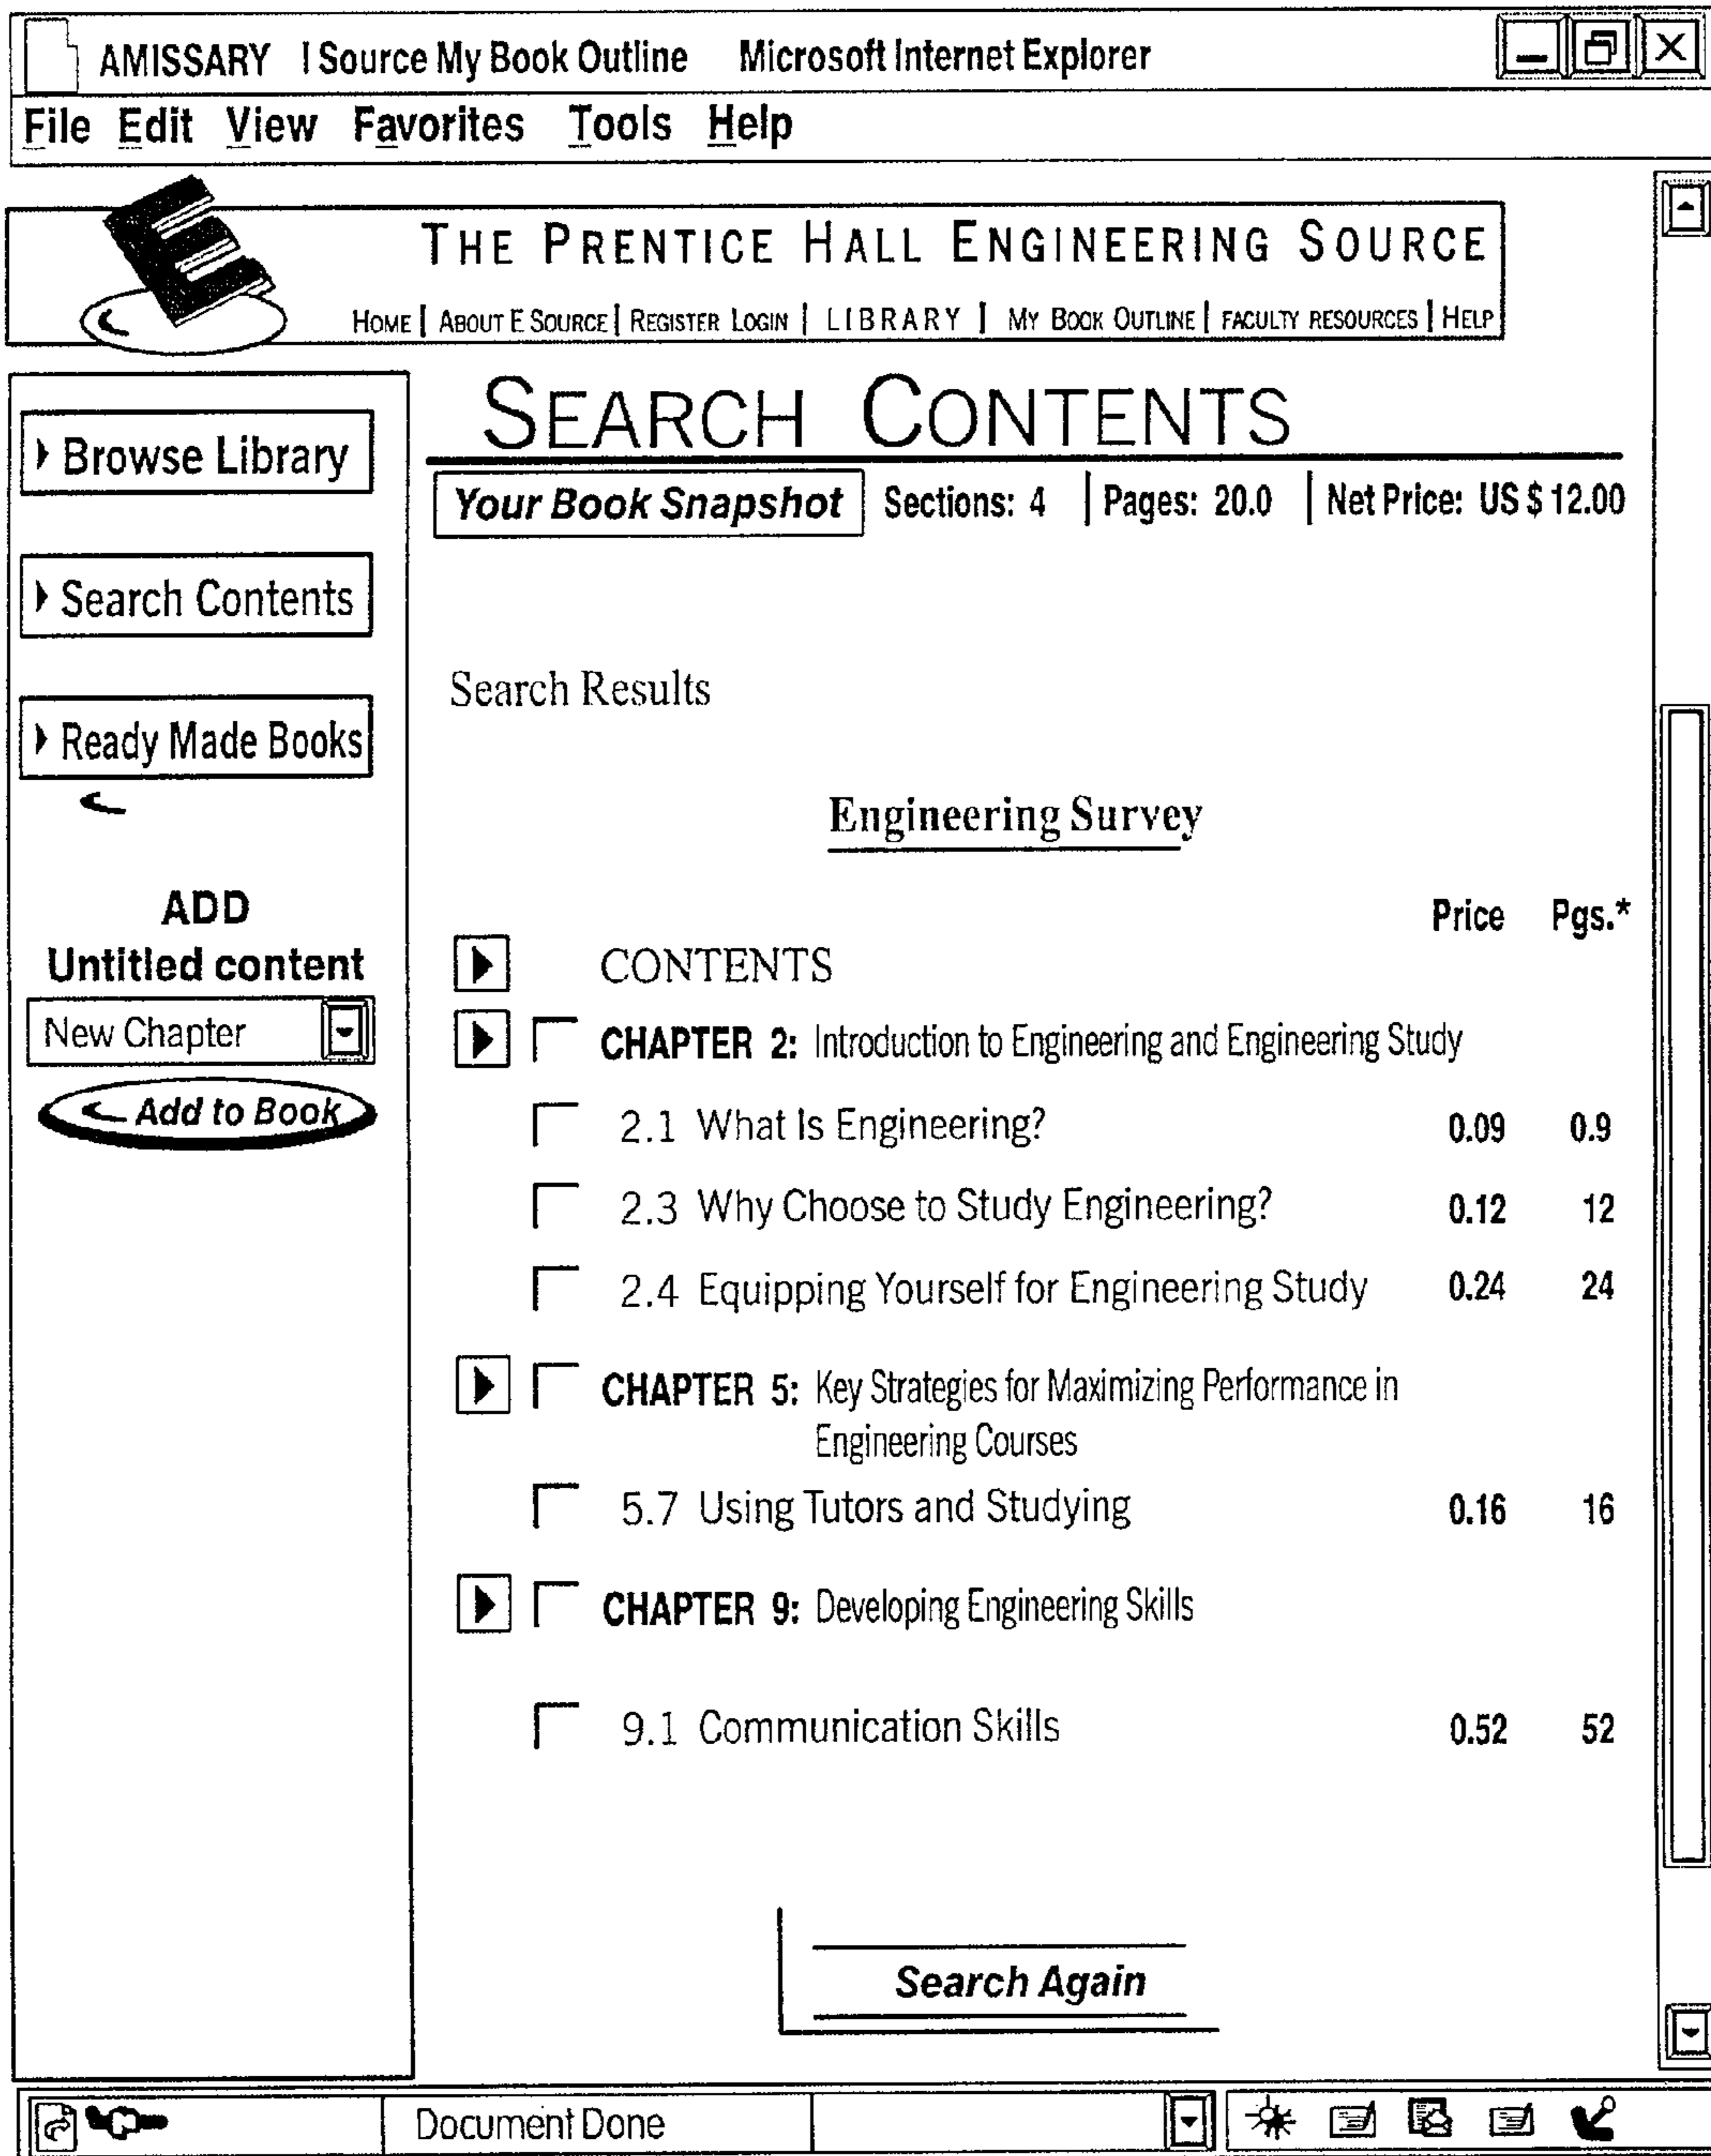 AMISSARY I Source My Book Outline Microsoft Internet Explorer
File Edit View Favorites Tools Help
THE PRENTICE HALL ENGINEERING SOURCE
HOME | ABOUT E SOURCE | REGISTER LOGIN | LIBRARY | MY BOOK OUTLINE | FACULTY RESOURCES | HELP
SEARCH CONTENTS
Your Book Snapshot Sections: 4 | Pages: 20.0 | Net Price: US $ 12.00
Browse Library
Search Contents
Ready Made Books
ADD
Untitled content
New Chapter
Add to Book
Search Results
Engineering Survey
Price Pgs.*
CONTENTS
CHAPTER 2: Introduction to Engineering and Engineering Study
2.1 What Is Engineering? 0.09 0.9
2.3 Why Choose to Study Engineering? 0.12 12
2.4 Equipping Yourself for Engineering Study 0.24 24
CHAPTER 5: Key Strategies for Maximizing Performance in
Engineering Courses
5.7 Using Tutors and Studying 0.16 16
CHAPTER 9: Developing Engineering Skills
9.1 Communication Skills 0.52 52
Search Again
Document Done